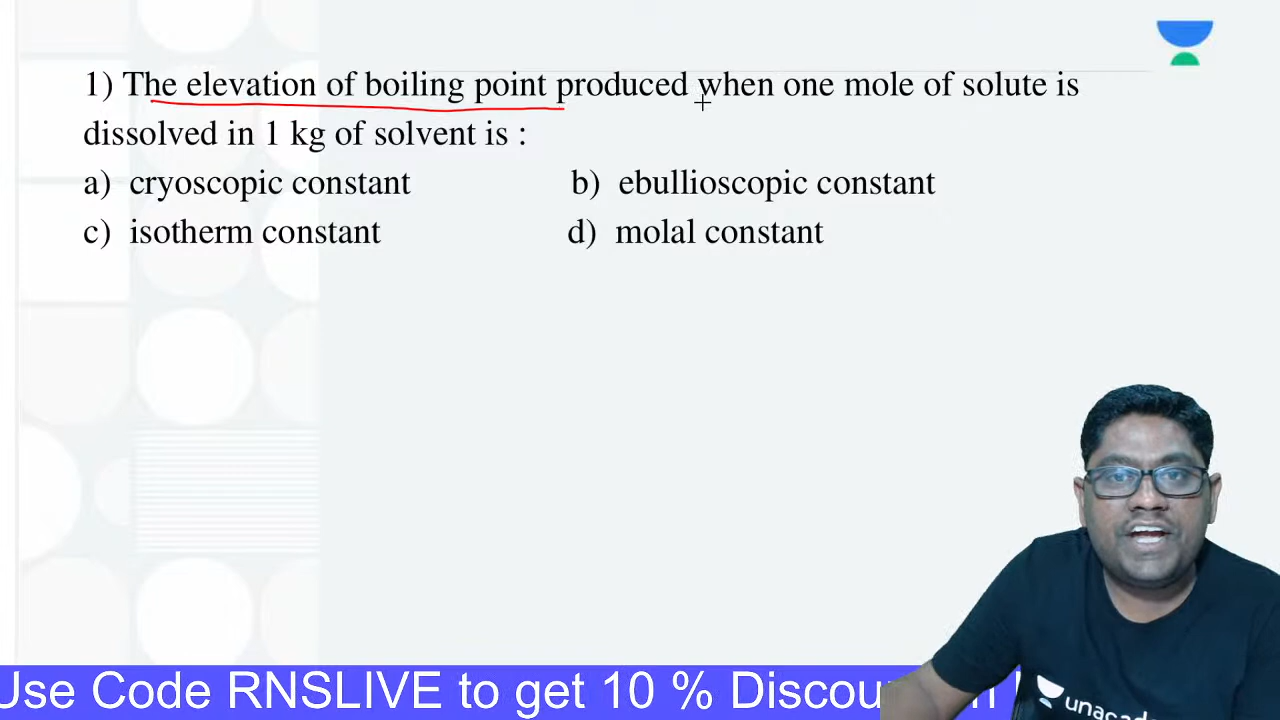 1) The elevation of boiling point produced when one mole of solute is
dissolved in 1 kg of solvent is :
a) cryoscopic constant b) ebullioscopic constant
c) isotherm constant d) molal constant
Use Code RNSLIVE to get 10 %